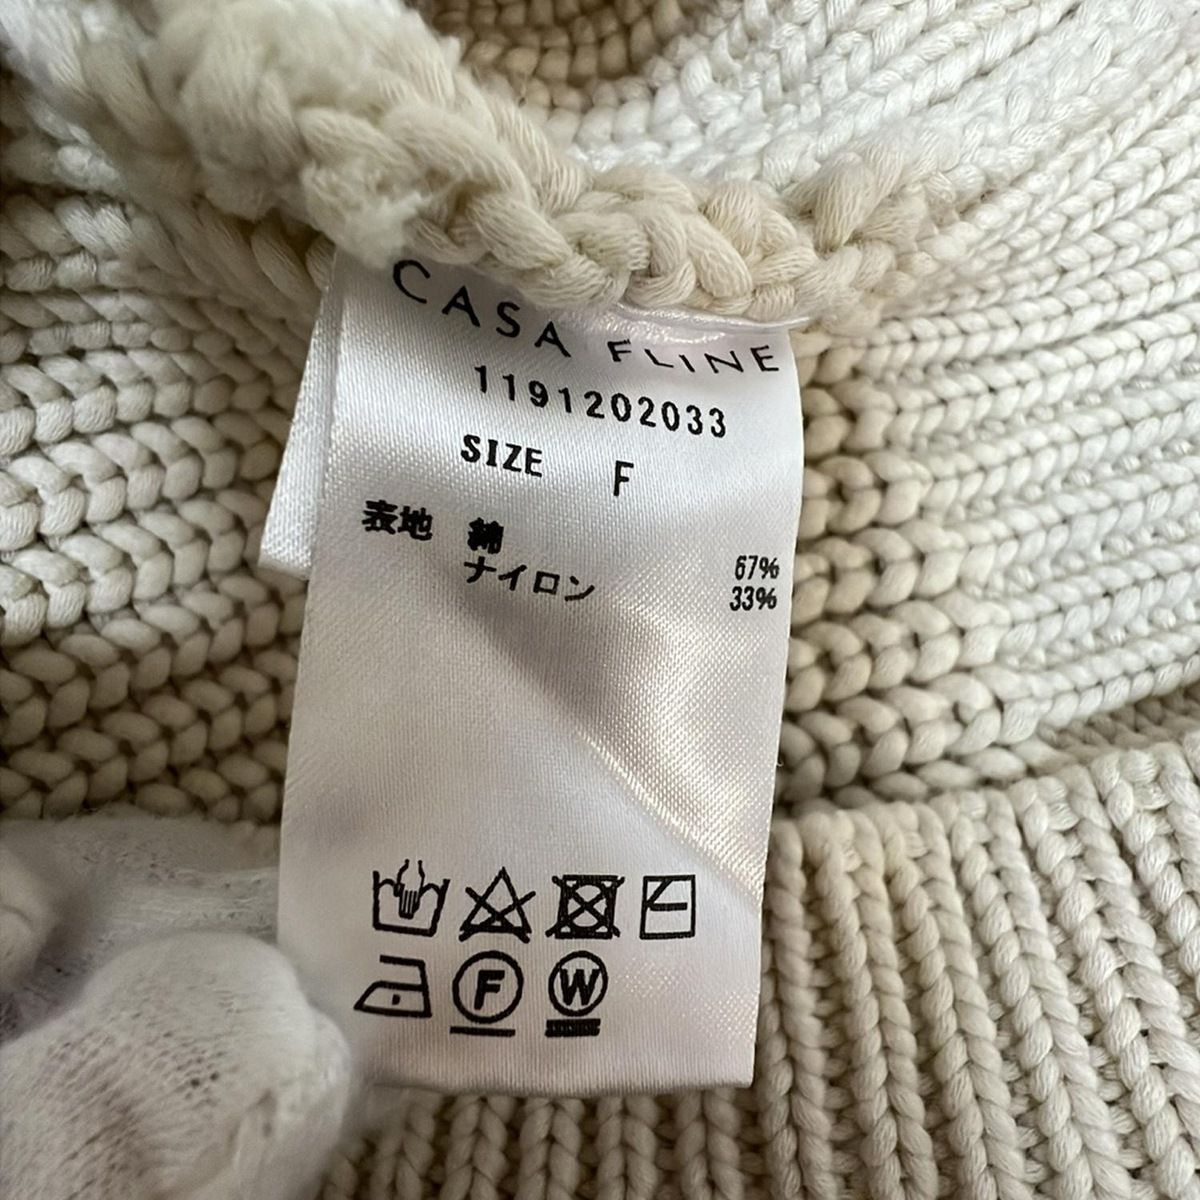 CASA FLINE
1191202033
SIZE F
表地 綿 67%
ナイロン 33%
F W